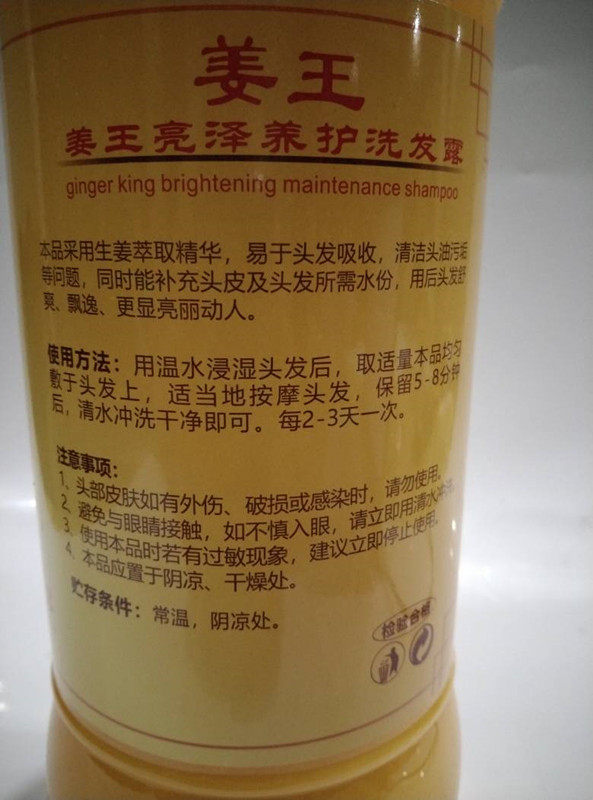 姜王
姜王亮泽养护洗发露
ginger king brightening maintenance shampoo
本品采用生姜萃取精华，易于头发吸收，清洁头油污垢
等问题，同时能补充头皮及头发所需水份，用后头发舒
爽、飘逸、更显亮丽动人。
使用方法：用温水浸湿头发后，取适量本品均匀
敷于头发上，适当地按摩头发，保留5-8分钟
后，清水冲洗干净即可。每2-3天一次。
注意事项：
1、头部皮肤如有外伤、破损或感染时，请勿使用。
2、避免与眼睛接触，如不慎入眼，请立即用清水冲洗。
3、使用本品时若有过敏现象，建议立即停止使用。
4、本品应置于阴凉、干燥处。
贮存条件：常温，阴凉处。
检验合格